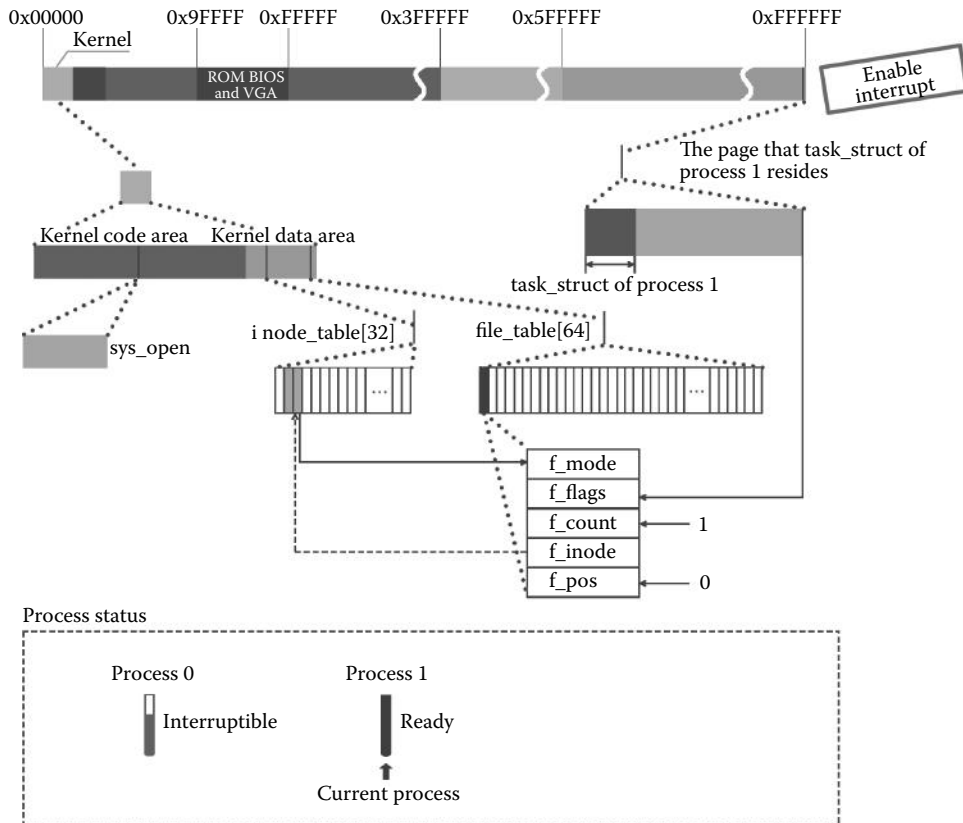 0x00000 0x9FFFF 0xFFFFF 0x3FFFFF 0x5FFFFF 0xFFFFFF
Kernel
ROM BIOS
and VGA
Enable
interrupt
The page that task_struct of
process 1 resides
Kernel code area Kernel data area
task_struct of process 1
sys_open
i node_table[32] file_table[64]
... ...
f_mode
f_flags
f_count 1
f_inode
f_pos 0
Process status
Process 0 Process 1
Interruptible Ready
Current process